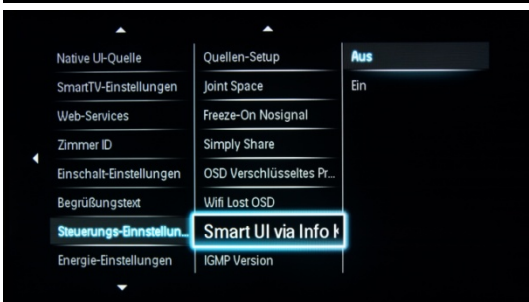 Native UI-Quelle
SmartTV-Einstellungen
Web-Services
Zimmer ID
Einschalt-Einstellungen
Begrüßungstext
Steuerungs-Einnstellun...
Energie-Einstellungen
Quellen-Setup
Joint Space
Freeze-On Nosignal
Simply Share
OSD Verschlüsseltes Pr...
Wifi Lost OSD
Smart UI via Info K
IGMP Version
Aus
Ein